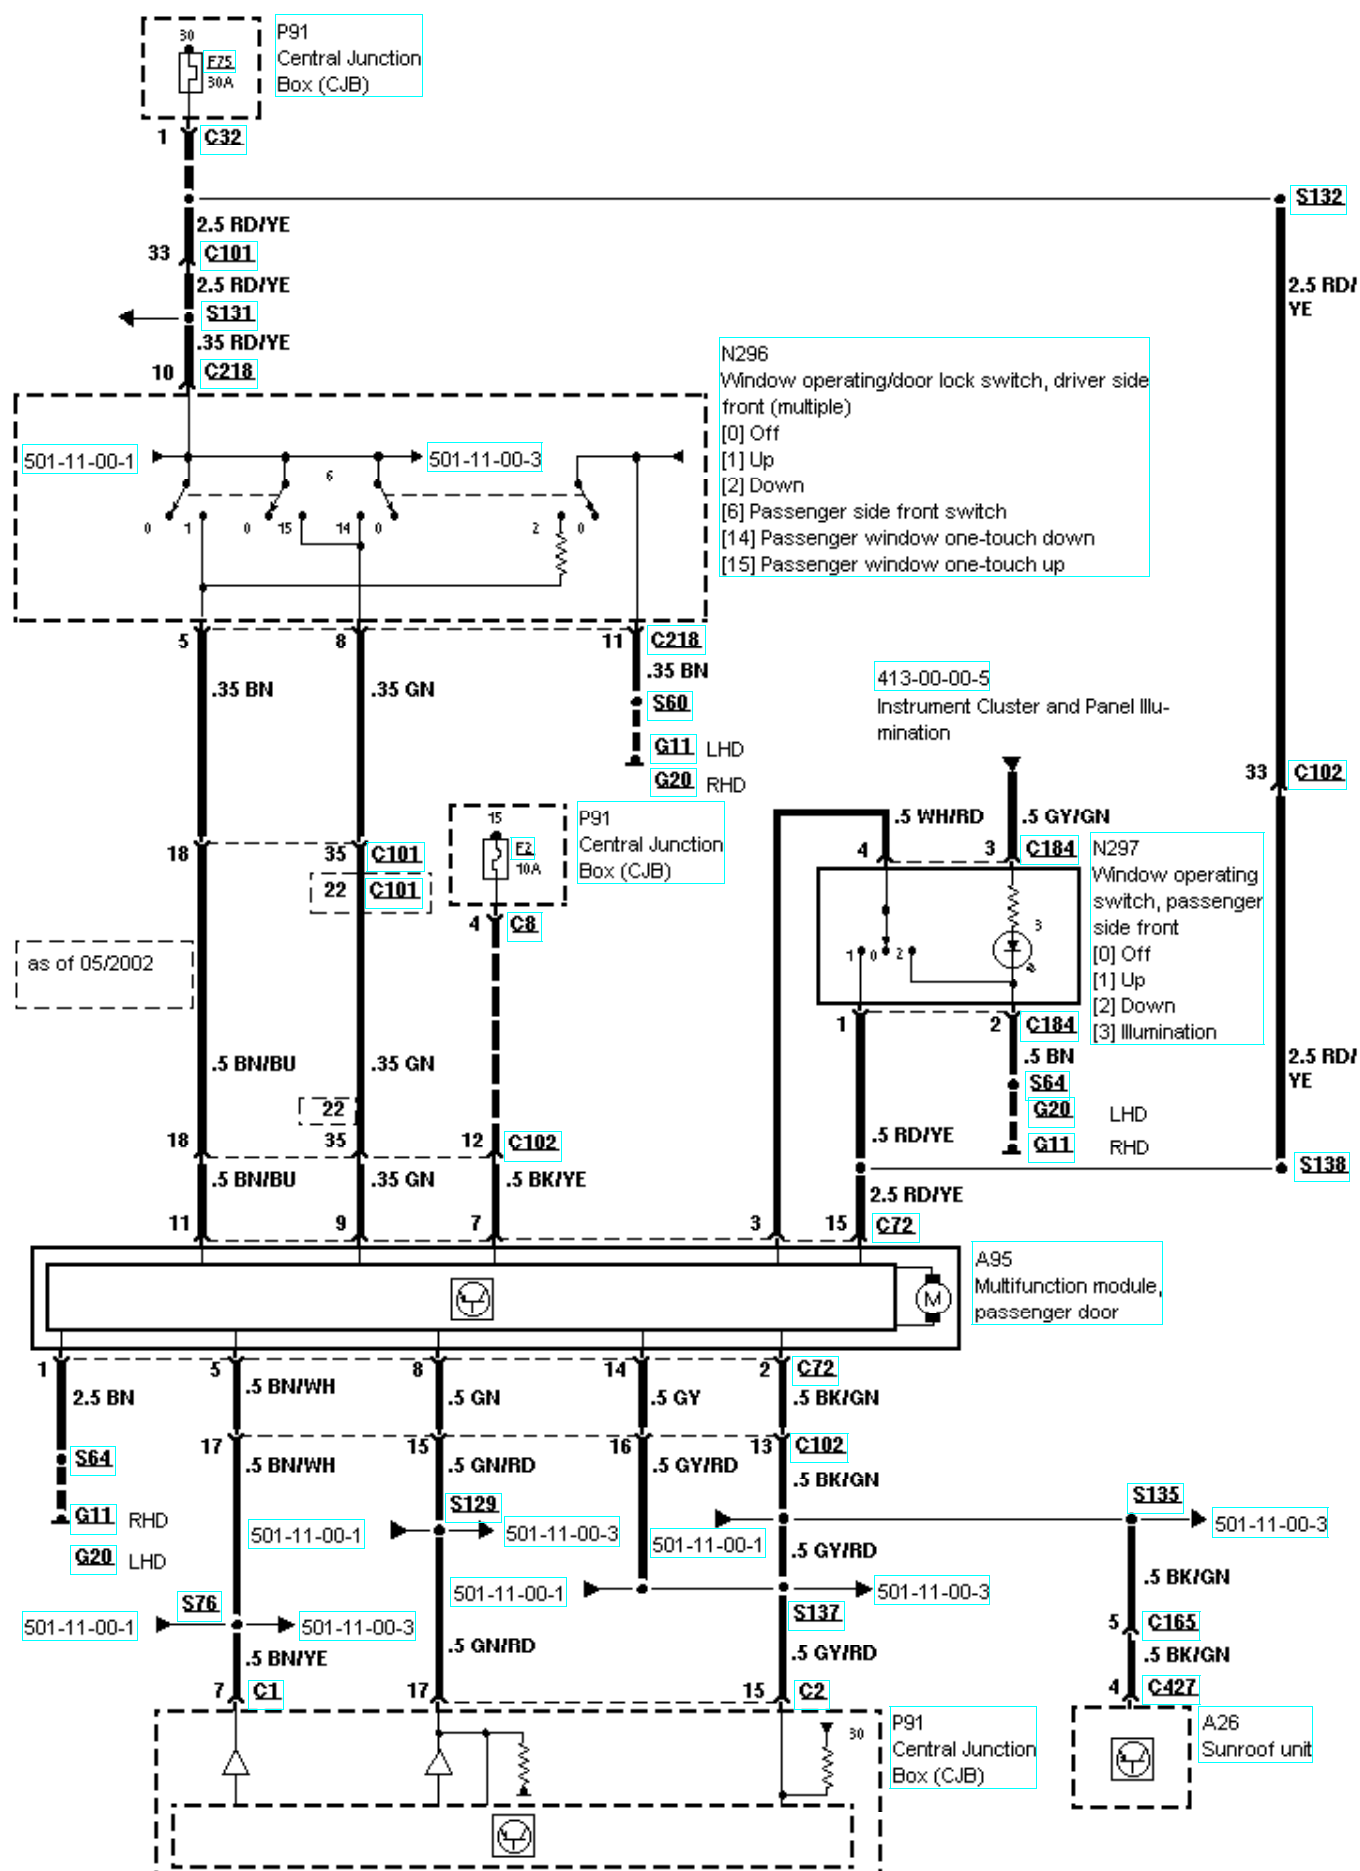 30
F75
30A
P91
Central Junction
Box (CJB)
1
C32
S132
2.5 RD/YE
33
C101
2.5 RD/YE
2.5 RD/
YE
S131
.35 RD/YE
10
C218
N296
Window operating/door lock switch, driver side
front (multiple)
[0] Off
[1] Up
[2] Down
[6] Passenger side front switch
[14] Passenger window one-touch down
[15] Passenger window one-touch up
501-11-00-1
501-11-00-3
6
0
1
0
15
14
0
2
0
5
8
11
C218
.35 BN
.35 GN
.35 BN
S60
G11 LHD
G20 RHD
413-00-00-5
Instrument Cluster and Panel Illu-
mination
33
C102
15
F2
10A
P91
Central Junction
Box (CJB)
.5 WH/RD
.5 GY/GN
4
3
C184
N297
Window operating
switch, passenger
side front
[0] Off
[1] Up
[2] Down
[3] Illumination
18
35
C101
22
C101
4
C8
3
1
0
2
as of 05/2002
1
2
C184
.5 BN
S64
G20 LHD
G11 RHD
2.5 RD/
YE
.5 BN/BU
.35 GN
22
18
35
12
C102
.5 RD/YE
S138
.5 BN/BU
.35 GN
.5 BK/YE
2.5 RD/YE
11
9
7
3
15
C72
A95
Multifunction module,
passenger door
M
1
5
8
14
2
C72
2.5 BN
.5 BN/WH
.5 GN
.5 GY
.5 BK/GN
17
15
16
13
C102
S64
.5 BN/WH
.5 GN/RD
.5 GY/RD
.5 BK/GN
G11 RHD
G20 LHD
501-11-00-1
S129
501-11-00-3
501-11-00-1
S135
501-11-00-3
.5 GY/RD
501-11-00-1
501-11-00-3
.5 BK/GN
S76
501-11-00-1
501-11-00-3
S137
5
C165
.5 BN/YE
.5 GN/RD
.5 GY/RD
.5 BK/GN
7
C1
17
15
C2
4
C427
30
P91
Central Junction
Box (CJB)
A26
Sunroof unit